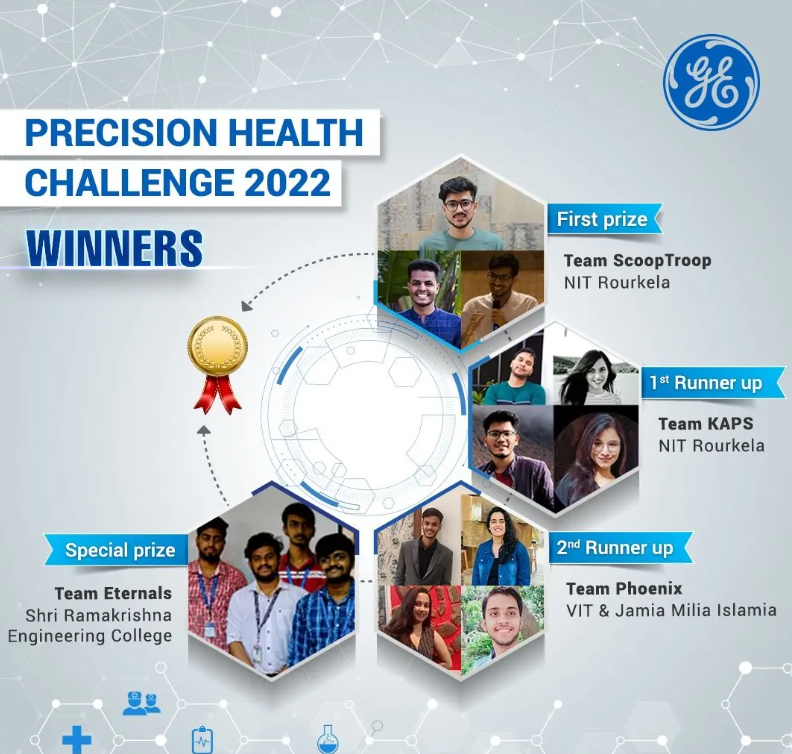 GE
PRECISION HEALTH
CHALLENGE 2022
WINNERS
First prize
Team ScoopTroop
NIT Rourkela
1st Runner up
Team KAPS
NIT Rourkela
2nd Runner up
Team Phoenix
VIT & Jamia Milia Islamia
Special prize
Team Eternals
Shri Ramakrishna
Engineering College